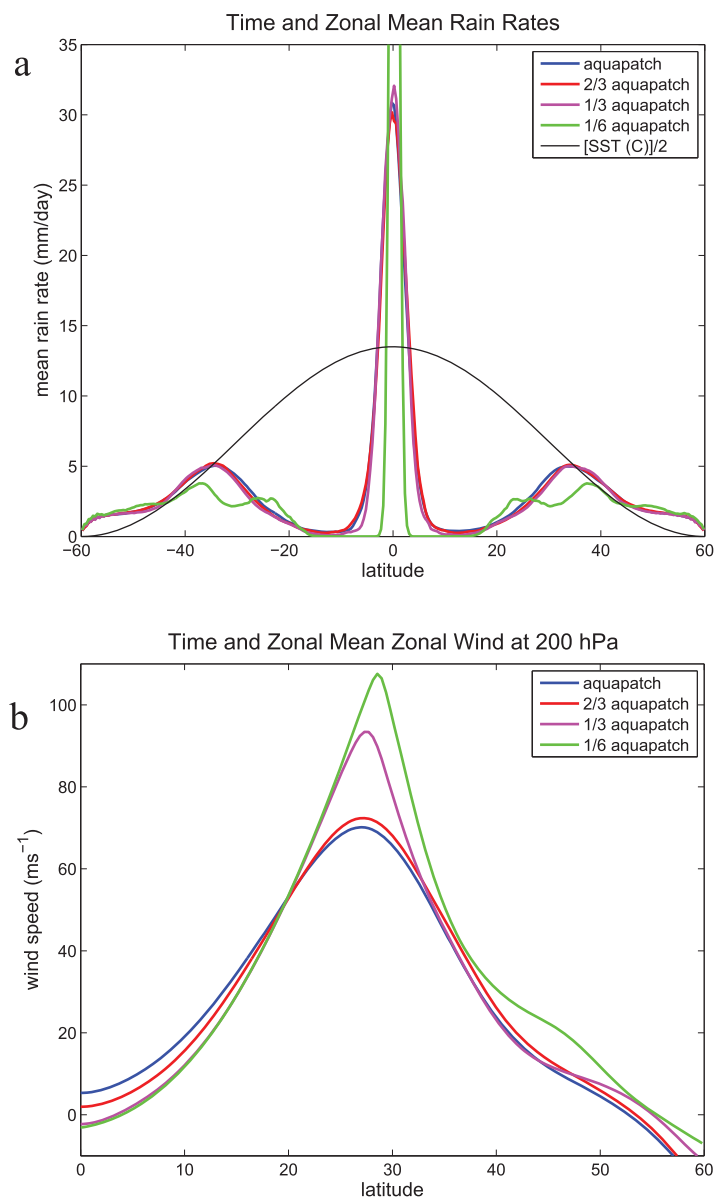 Time and Zonal Mean Rain Rates
a
35
30
25
20
15
10
5
0
mean rain rate (mm/day)
aquapatch
2/3 aquapatch
1/3 aquapatch
1/6 aquapatch
[SST (C)]/2
−60
−40
−20
0
20
40
60
latitude
Time and Zonal Mean Zonal Wind at 200 hPa
b
100
80
60
40
20
0
wind speed (ms−1)
aquapatch
2/3 aquapatch
1/3 aquapatch
1/6 aquapatch
0
10
20
30
40
50
60
latitude